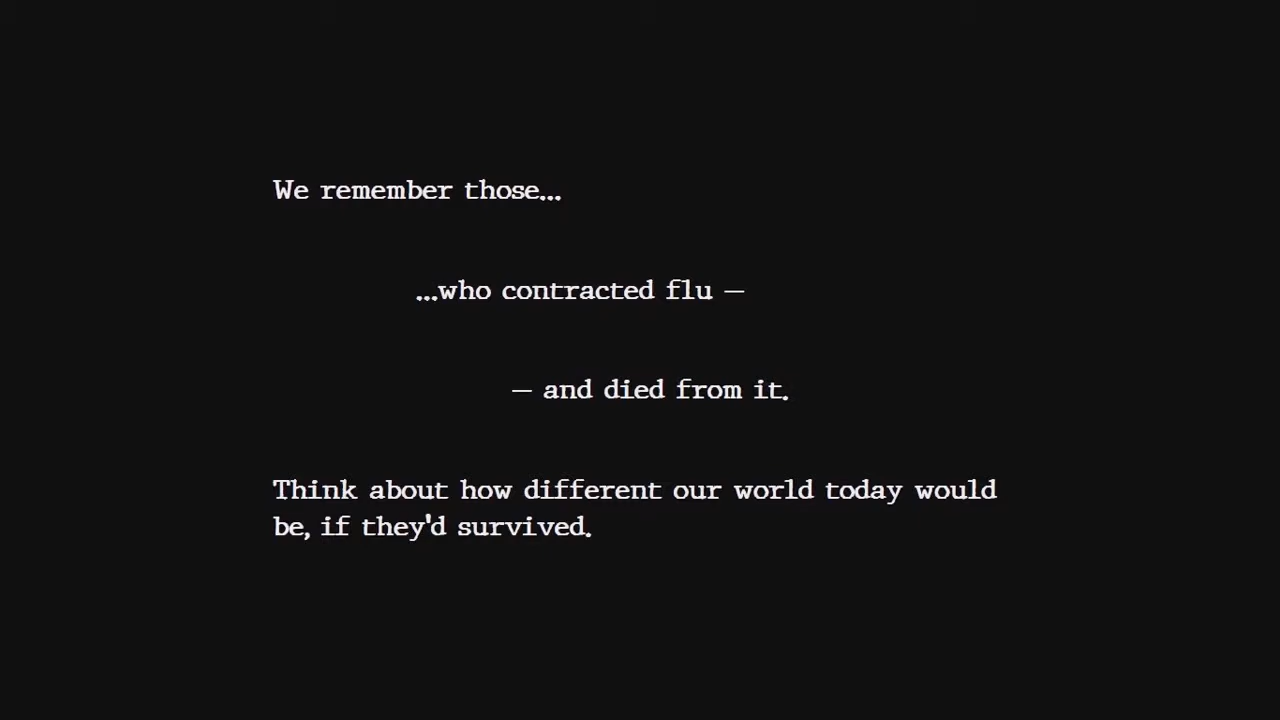 We remember those...
...who contracted flu —
— and died from it.
Think about how different our world today would
be, if they'd survived.